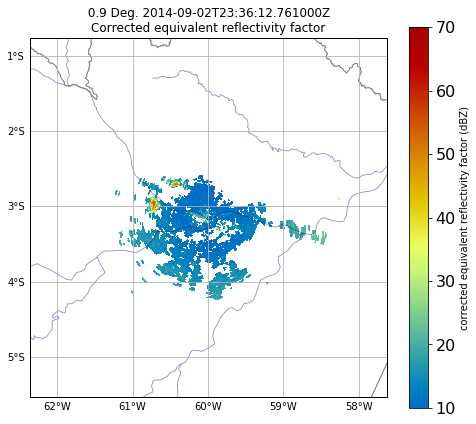 0.9 Deg. 2014-09-02T23:36:12.761000Z
Corrected equivalent reflectivity factor
1°S
2°S
3°S
4°S
5°S
62°W
61°W
60°W
59°W
58°W
70
60
50
40
30
20
10
corrected equivalent reflectivity factor (dBZ)